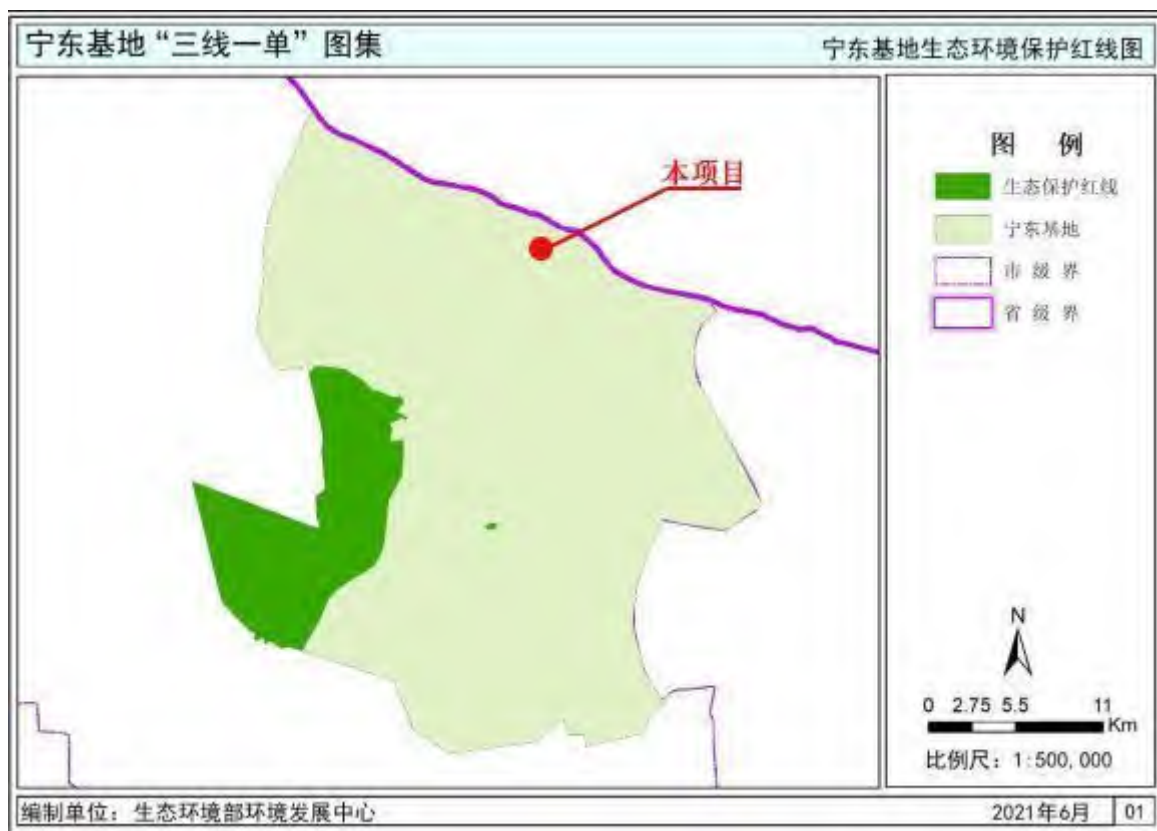 宁东基地“三线一单”图集
宁东基地生态环境保护红线图
本项目
图 例
生态保护红线
宁东基地
市 级 界
省 级 界
N
0 2.75 5.5 11
Km
比例尺：1:500,000
编制单位：生态环境部环境发展中心
2021年6月
01